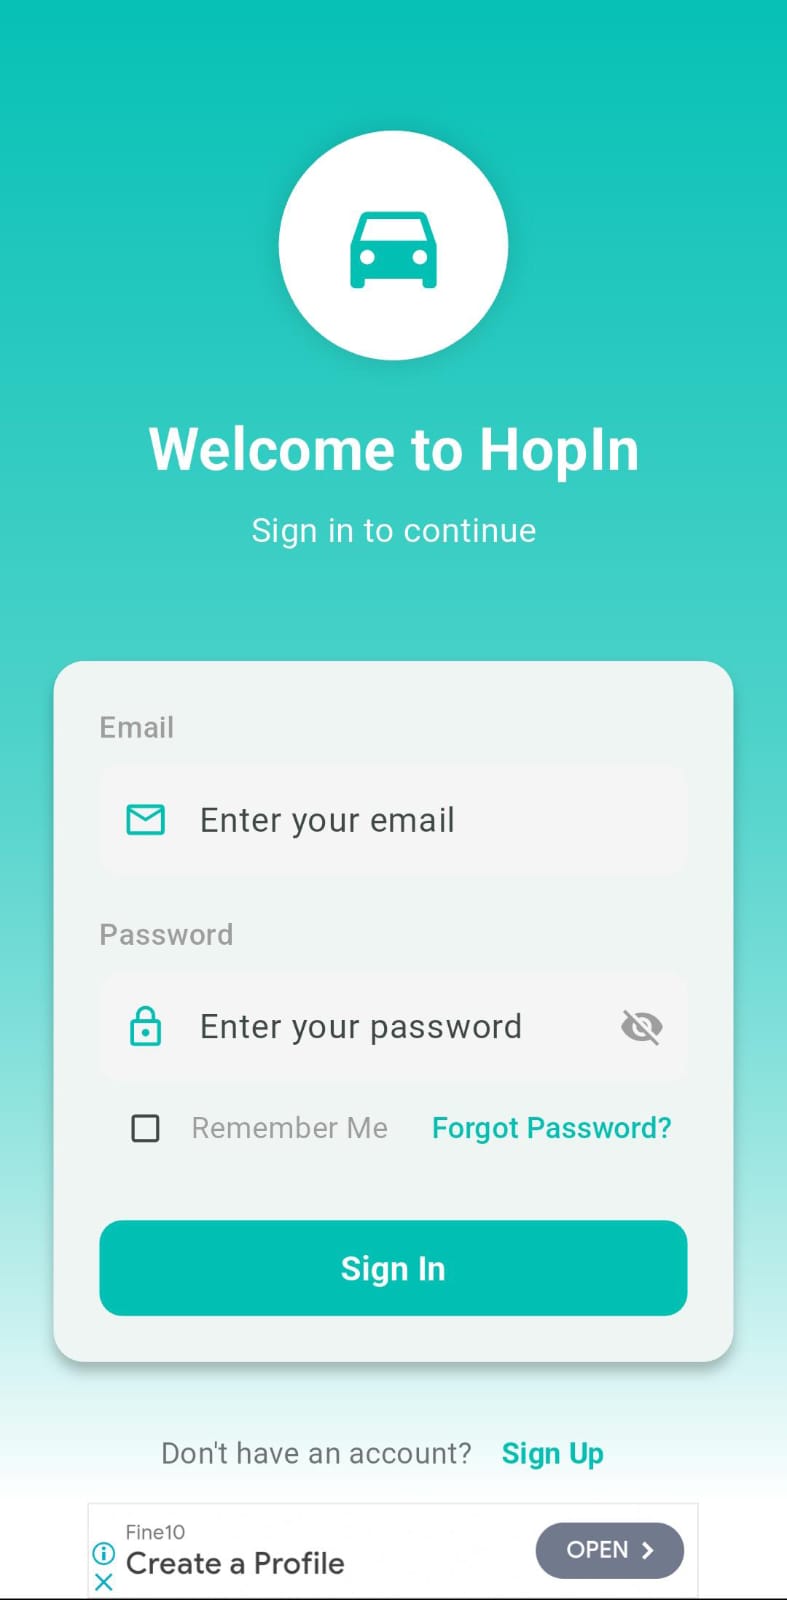 Welcome to HopIn
Sign in to continue
Email
Enter your email
Password
Enter your password
Remember Me Forgot Password?
Sign In
Don't have an account? Sign Up
Fine10
Create a Profile
OPEN